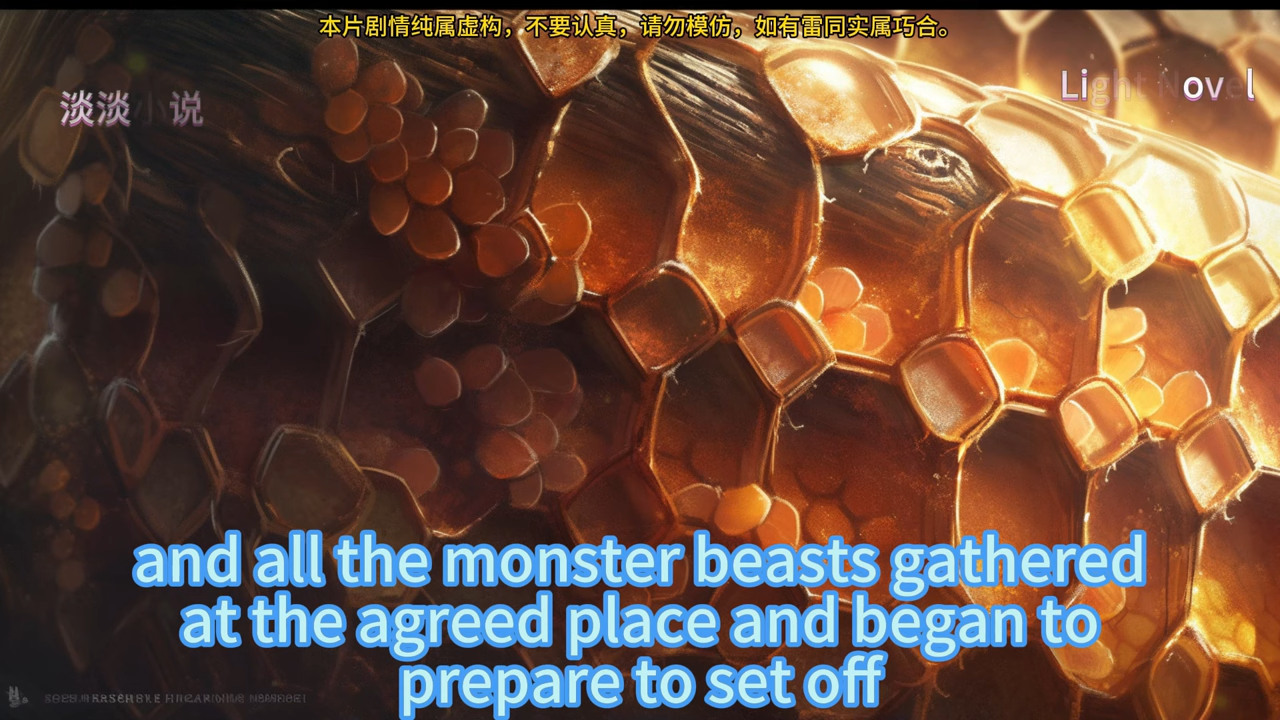 本片剧情纯属虚构，不要认真，请勿模仿，如有雷同实属巧合。
淡淡小说
Light Novel
and all the monster beasts gathered
at the agreed place and began to
prepare to set off